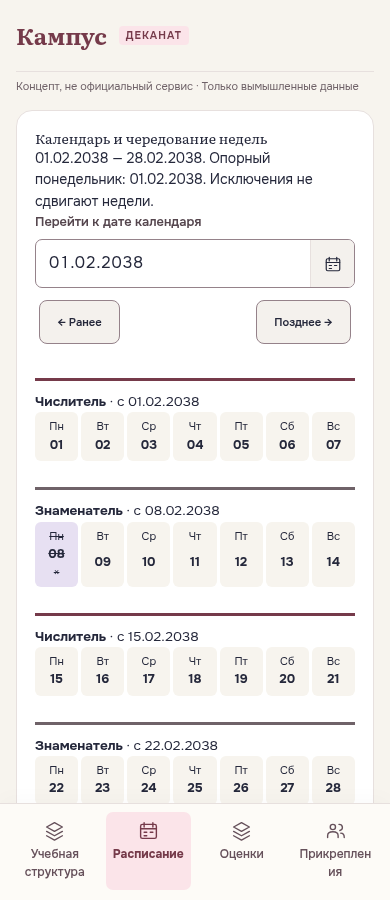 Кампус ДЕКАНАТ
Концепт, не официальный сервис · Только вымышленные данные
Календарь и чередование недель
01.02.2038 — 28.02.2038. Опорный
понедельник: 01.02.2038. Исключения не
сдвигают недели.
Перейти к дате календаря
01.02.2038
← Ранее Позднее →
Числитель · с 01.02.2038
Пн Вт Ср Чт Пт Сб Вс
01 02 03 04 05 06 07
Знаменатель · с 08.02.2038
Пн Вт Ср Чт Пт Сб Вс
08 09 10 11 12 13 14
×
Числитель · с 15.02.2038
Пн Вт Ср Чт Пт Сб Вс
15 16 17 18 19 20 21
Знаменатель · с 22.02.2038
Пн Вт Ср Чт Пт Сб Вс
22 23 24 25 26 27 28
Учебная Расписание Оценки Прикреплен
структура ия